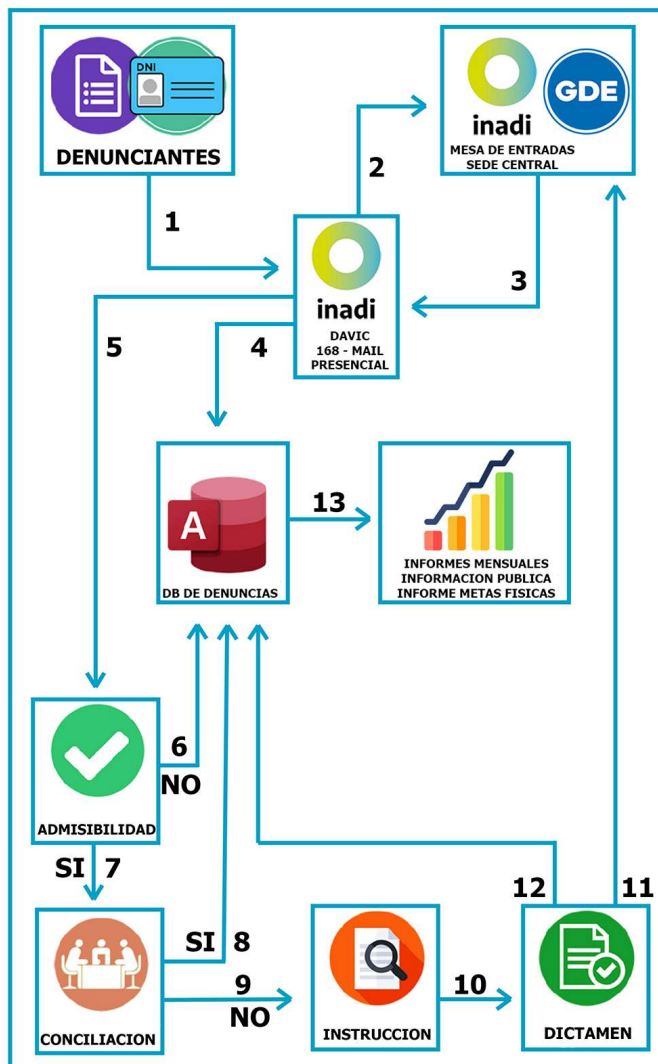 DNI
DENUNCIANTES
inadi
GDE
MESA DE ENTRADAS
SEDE CENTRAL
1
2
3
inadi
DAVIC
168 - MAIL
PRESENCIAL
5
4
A
DB DE DENUNCIAS
13
INFORMES MENSUALES
INFORMACION PUBLICA
INFORME METAS FISICAS
ADMISIBILIDAD
6
NO
SI 7
CONCILIACION
SI 8
9
NO
INSTRUCCION
10
12
11
DICTAMEN